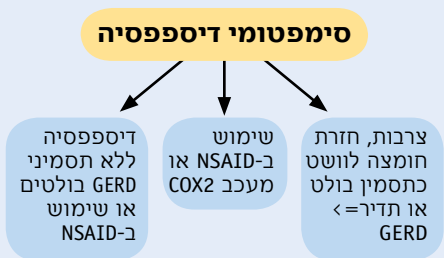 סימפטומי דיספפסיה
צרבות, חזרת
חומצה לוושט
כתסמין בולט
או תדיר=>
GERD
שימוש
ב-NSAID או
מעכב COX2
דיספפסיה
ללא תסמיני
GERD בולטים
או שימוש
ב-NSAID